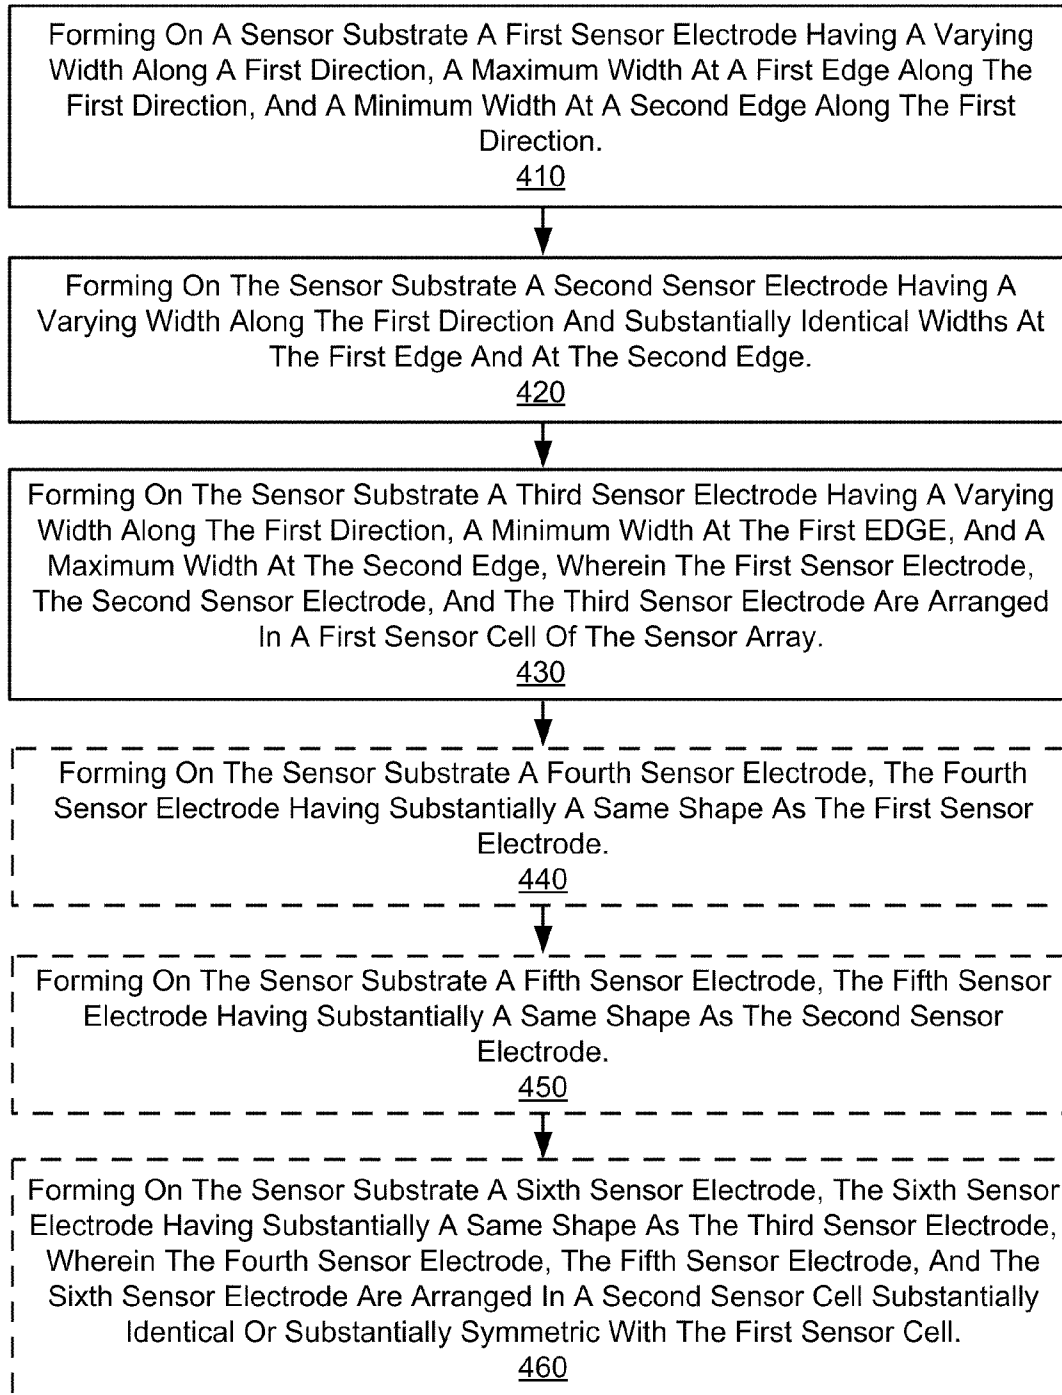 Forming On A Sensor Substrate A First Sensor Electrode Having A Varying
Width Along A First Direction, A Maximum Width At A First Edge Along The
First Direction, And A Minimum Width At A Second Edge Along The First
Direction.
410
Forming On The Sensor Substrate A Second Sensor Electrode Having A
Varying Width Along The First Direction And Substantially Identical Widths At
The First Edge And At The Second Edge.
420
Forming On The Sensor Substrate A Third Sensor Electrode Having A Varying
Width Along The First Direction, A Minimum Width At The First EDGE, And A
Maximum Width At The Second Edge, Wherein The First Sensor Electrode,
The Second Sensor Electrode, And The Third Sensor Electrode Are Arranged
In A First Sensor Cell Of The Sensor Array.
430
Forming On The Sensor Substrate A Fourth Sensor Electrode, The Fourth
Sensor Electrode Having Substantially A Same Shape As The First Sensor
Electrode.
440
Forming On The Sensor Substrate A Fifth Sensor Electrode, The Fifth Sensor
Electrode Having Substantially A Same Shape As The Second Sensor
Electrode.
450
Forming On The Sensor Substrate A Sixth Sensor Electrode, The Sixth Sensor
Electrode Having Substantially A Same Shape As The Third Sensor Electrode,
Wherein The Fourth Sensor Electrode, The Fifth Sensor Electrode, And The
Sixth Sensor Electrode Are Arranged In A Second Sensor Cell Substantially
Identical Or Substantially Symmetric With The First Sensor Cell.
460